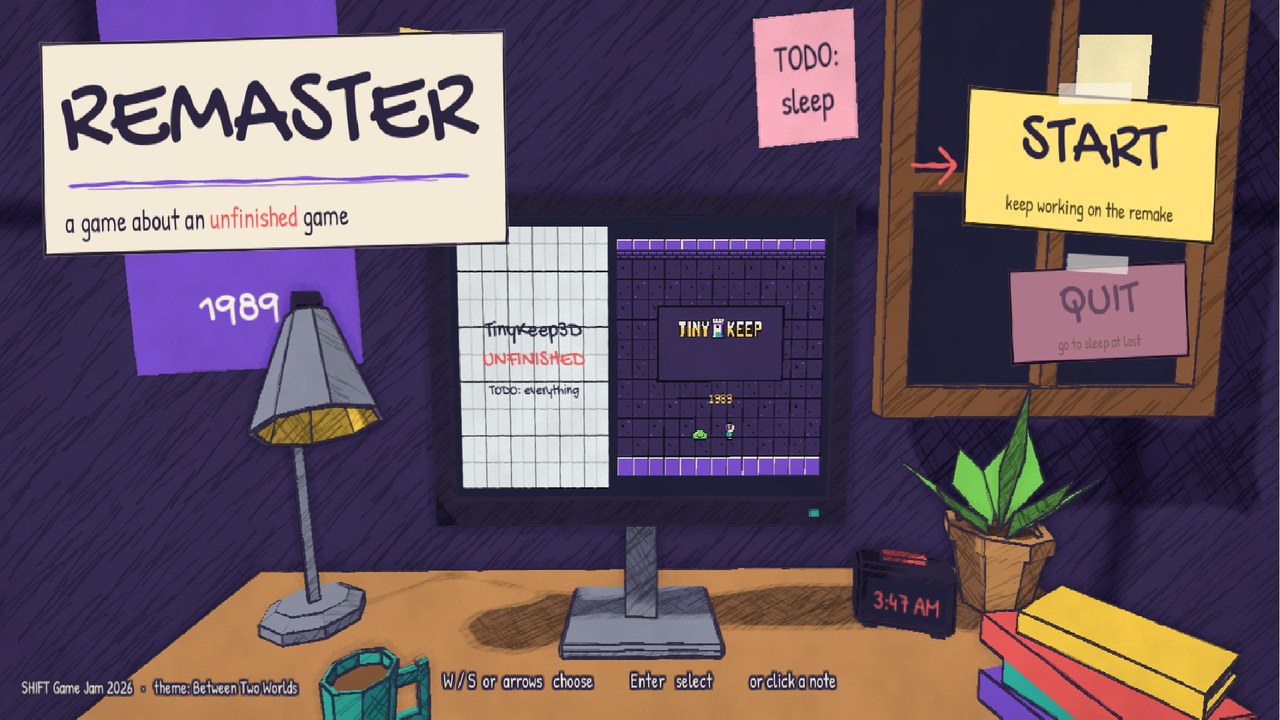 REMASTER
a game about an unfinished game
1989
TODO:
sleep
START
keep working on the remake
QUIT
go to sleep at last
TinyKeep3D
UNFINISHED
TODO: everything
TINY KEEP
1989
3:47 AM
SHIFT Game Jam 2026 - theme: Between Two Worlds
W / S or arrows choose Enter select or click a note